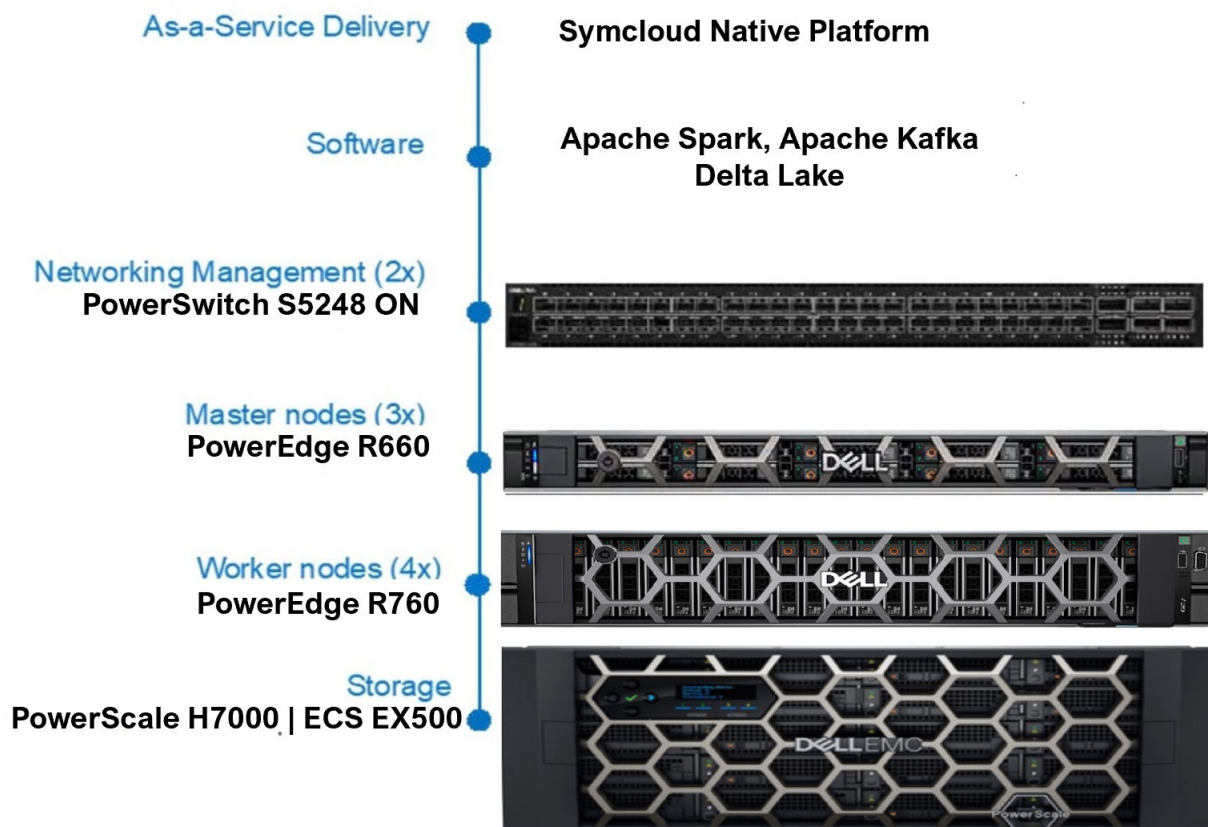 As-a-Service Delivery
Symcloud Native Platform
Software
Apache Spark, Apache Kafka
Delta Lake
Networking Management (2x)
PowerSwitch S5248 ON
Master nodes (3x)
PowerEdge R660
DELL
Worker nodes (4x)
PowerEdge R760
DELL
Storage
PowerScale H7000 | ECS EX500
DELLEMC
PowerScale